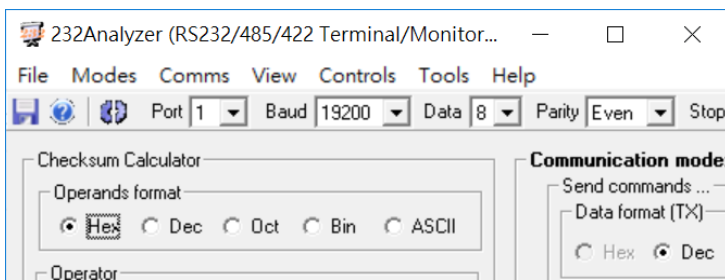 232Analyzer (RS232/485/422 Terminal/Monitor...
File Modes Comms View Controls Tools Help
Port 1 Baud 19200 Data 8 Parity Even Stop
Checksum Calculator
Operands format
Hex Dec Oct Bin ASCII
Operator
Communication mode
Send commands ...
Data format (TX)
Hex Dec